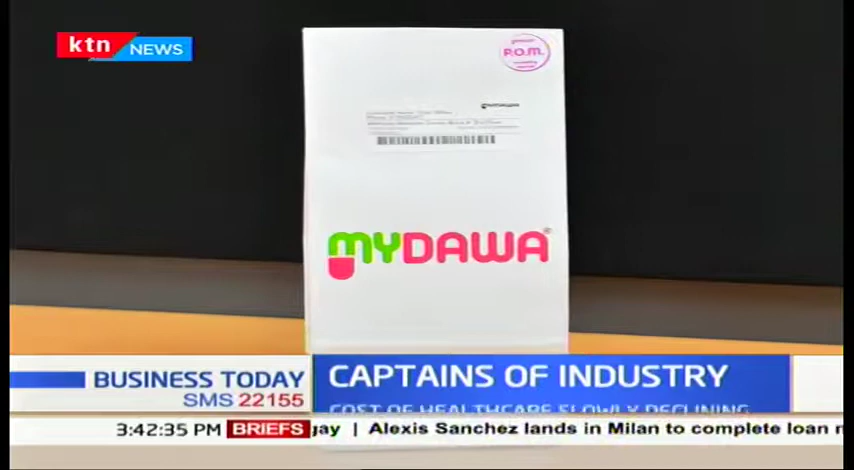 ktn NEWS
P.O.M.
MYDAWA
BUSINESS TODAY
SMS 22155
CAPTAINS OF INDUSTRY
COST OF HEALTHCARE SLOWLY DECLINING
3:42:35 PM BRIEFS gay | Alexis Sanchez lands in Milan to complete loan